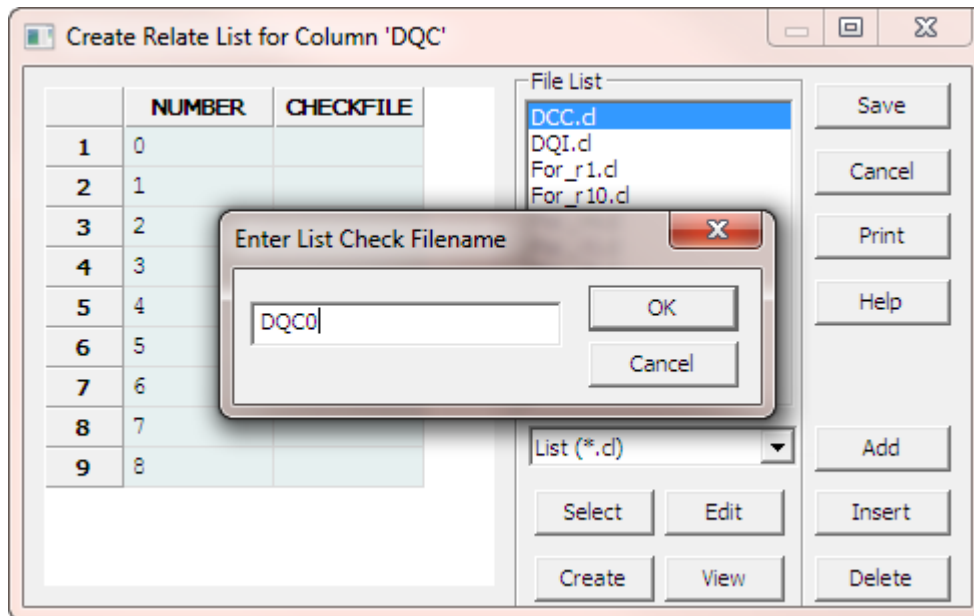 Create Relate List for Column 'DQC'
NUMBER CHECKFILE
1 0
2 1
3 2
4 3
5 4
6 5
7 6
8 7
9 8
File List
DCC.cl
DQI.cl
For_r1.cl
For_r10.cl
List (*.cl)
Select Edit
Create View
Save
Cancel
Print
Help
Add
Insert
Delete
Enter List Check Filename
DQC0
OK
Cancel